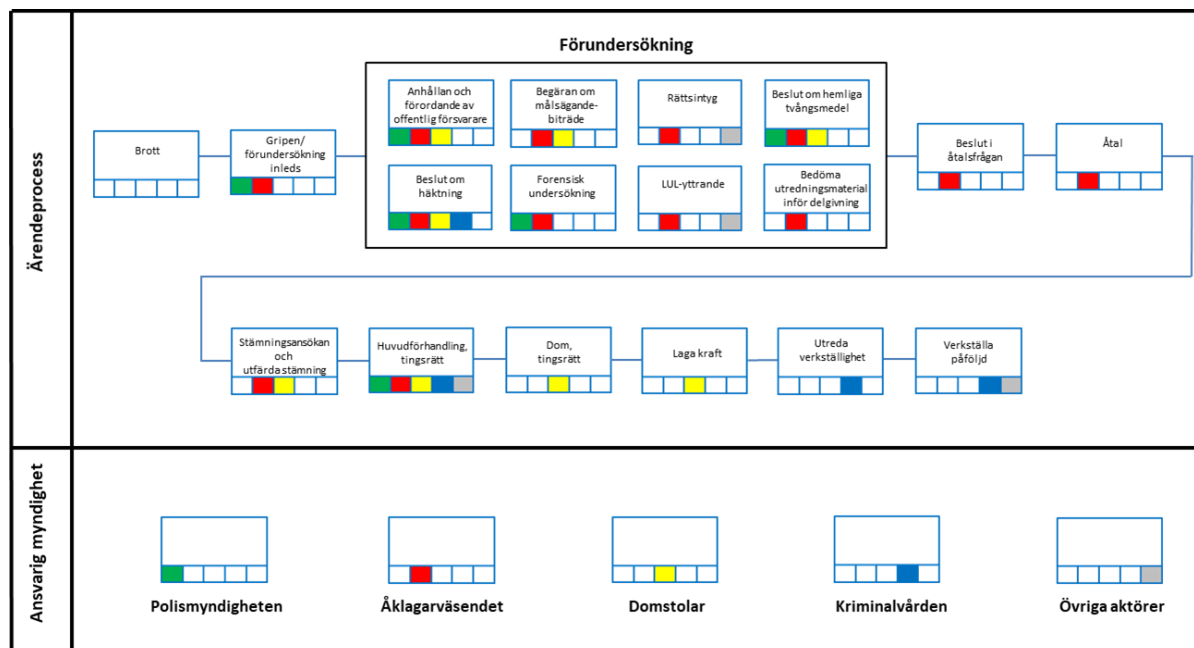 Ärendeprocess
Förundersökning
Anhållan och
förordande av
offentlig försvarare
Begäran om
målsägande-
biträde
Rättsintyg
Beslut om hemliga
tvångsmedel
Brott
Gripen/
förundersökning
inleds
Beslut om
häktning
Forensisk
undersökning
LUL-yttrande
Bedöma
utredningsmaterial
inför delgivning
Beslut i
åtalsfrågan
Åtal
Stämningsansökan
och
utfärda stämning
Huvudförhandling,
tingsrätt
Dom,
tingsrätt
Laga kraft
Utreda
verkställighet
Verkställa
påföljd
Ansvarig myndighet
Polismyndigheten
Åklagarväsendet
Domstolar
Kriminalvården
Övriga aktörer